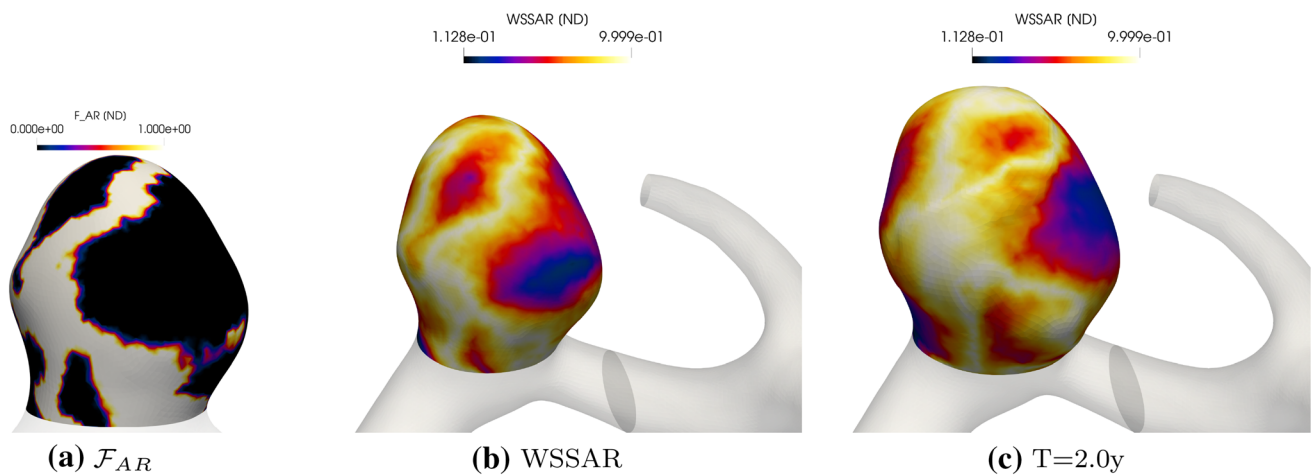 F_AR (ND)
0.000e+00 1.000e+00
WSSAR (ND)
1.128e-01 9.999e-01
WSSAR (ND)
1.128e-01 9.999e-01
(a) F_AR
(b) WSSAR
(c) T=2.0y